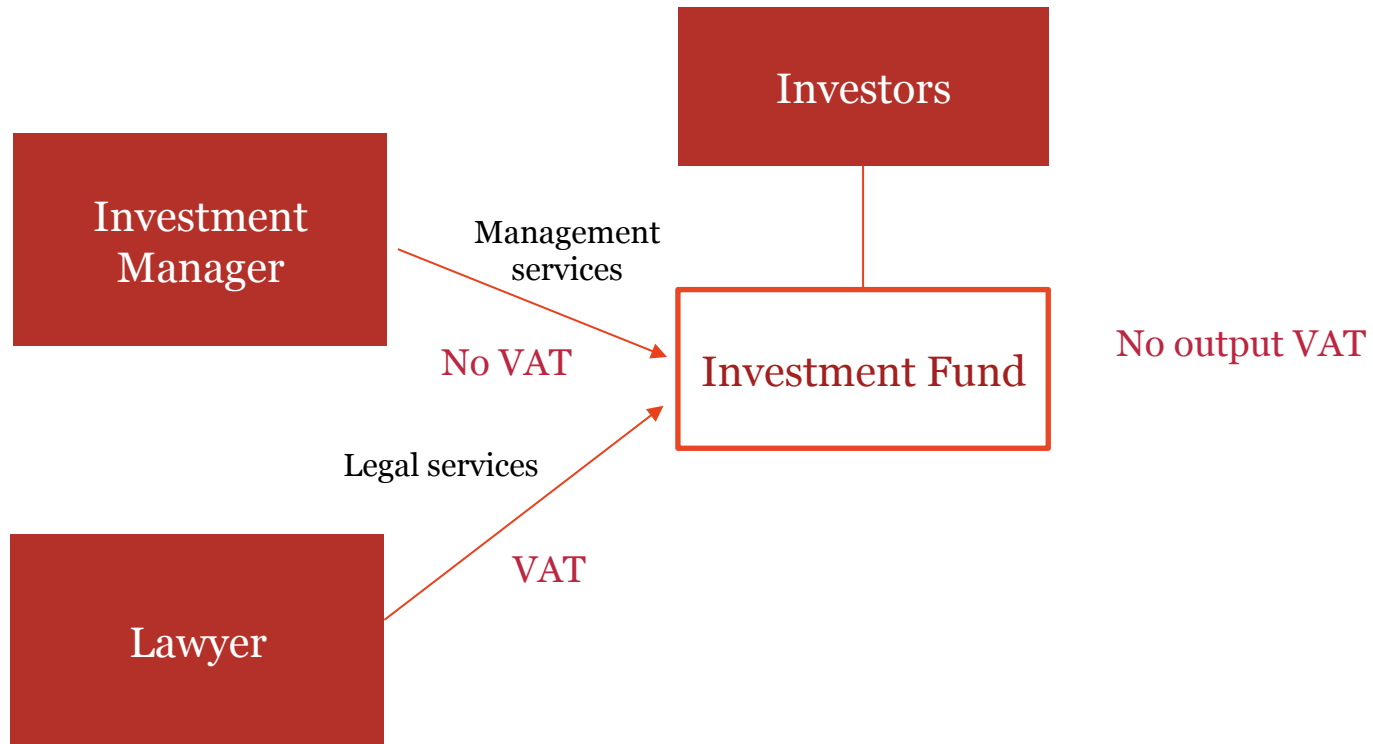 Investors
Investment
Manager
Management
services
No VAT
Investment Fund
No output VAT
Legal services
VAT
Lawyer